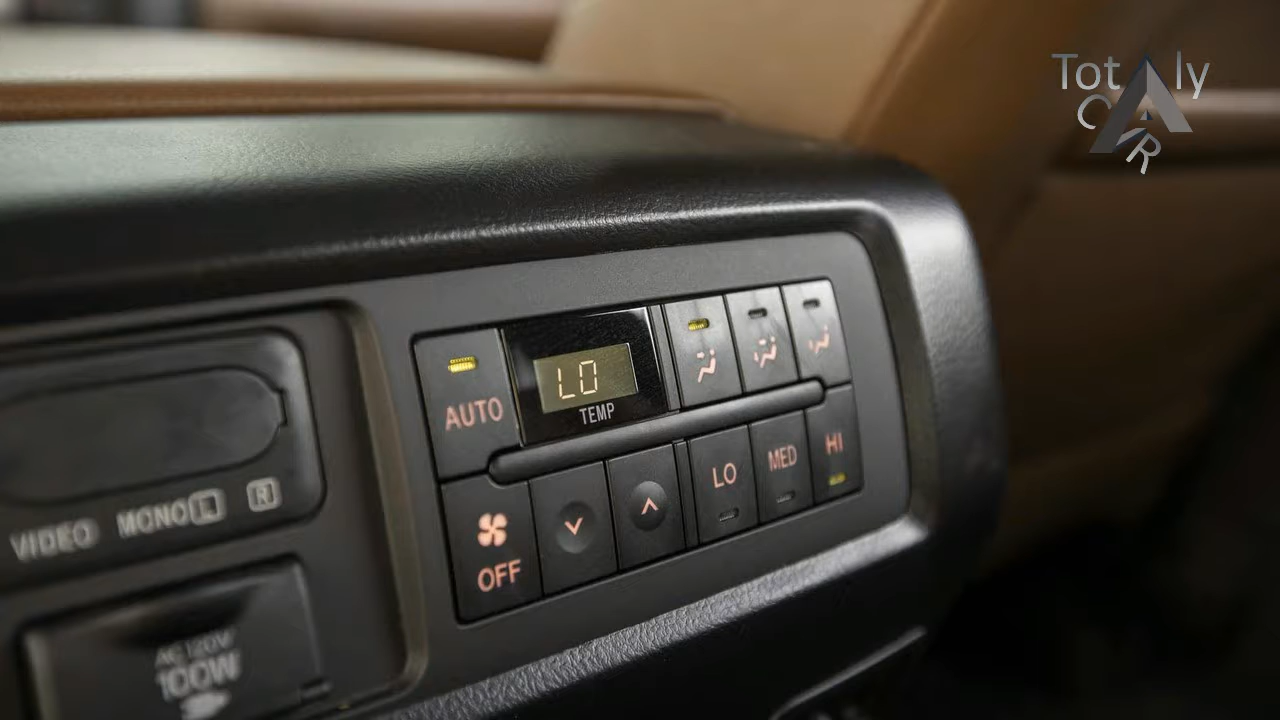 Totally
CAR
AUTO
LO
TEMP
OFF
LO
MED
HI
VIDEO MONO L R
AC 120V
100W